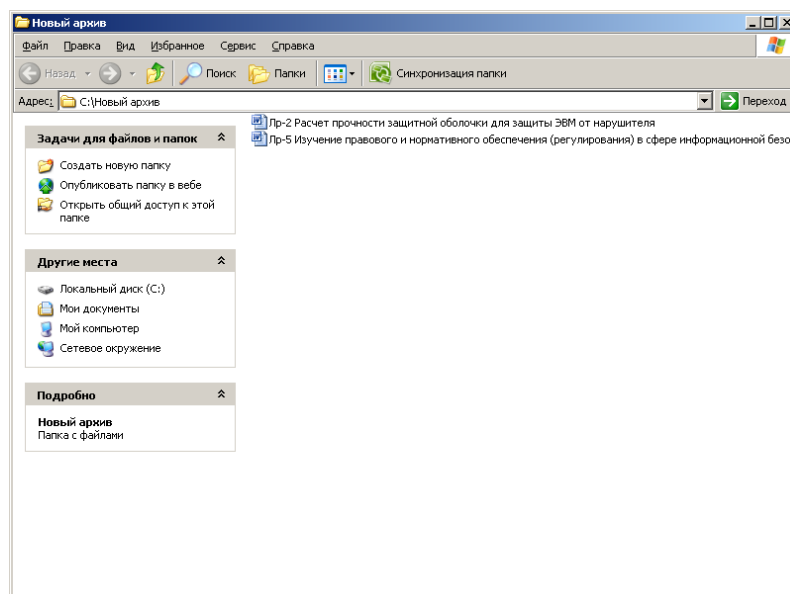 Новый архив
Файл Правка Вид Избранное Сервис Справка
Назад Поиск Папки Синхронизация папки
Адрес: C:\Новый архив Переход
Лр-2 Расчет прочности защитной оболочки для защиты ЭВМ от нарушителя
Лр-5 Изучение правового и нормативного обеспечения (регулирования) в сфере информационной безо
Задачи для файлов и папок
Создать новую папку
Опубликовать папку в вебе
Открыть общий доступ к этой
папке
Другие места
Локальный диск (C:)
Мои документы
Мой компьютер
Сетевое окружение
Подробно
Новый архив
Папка с файлами